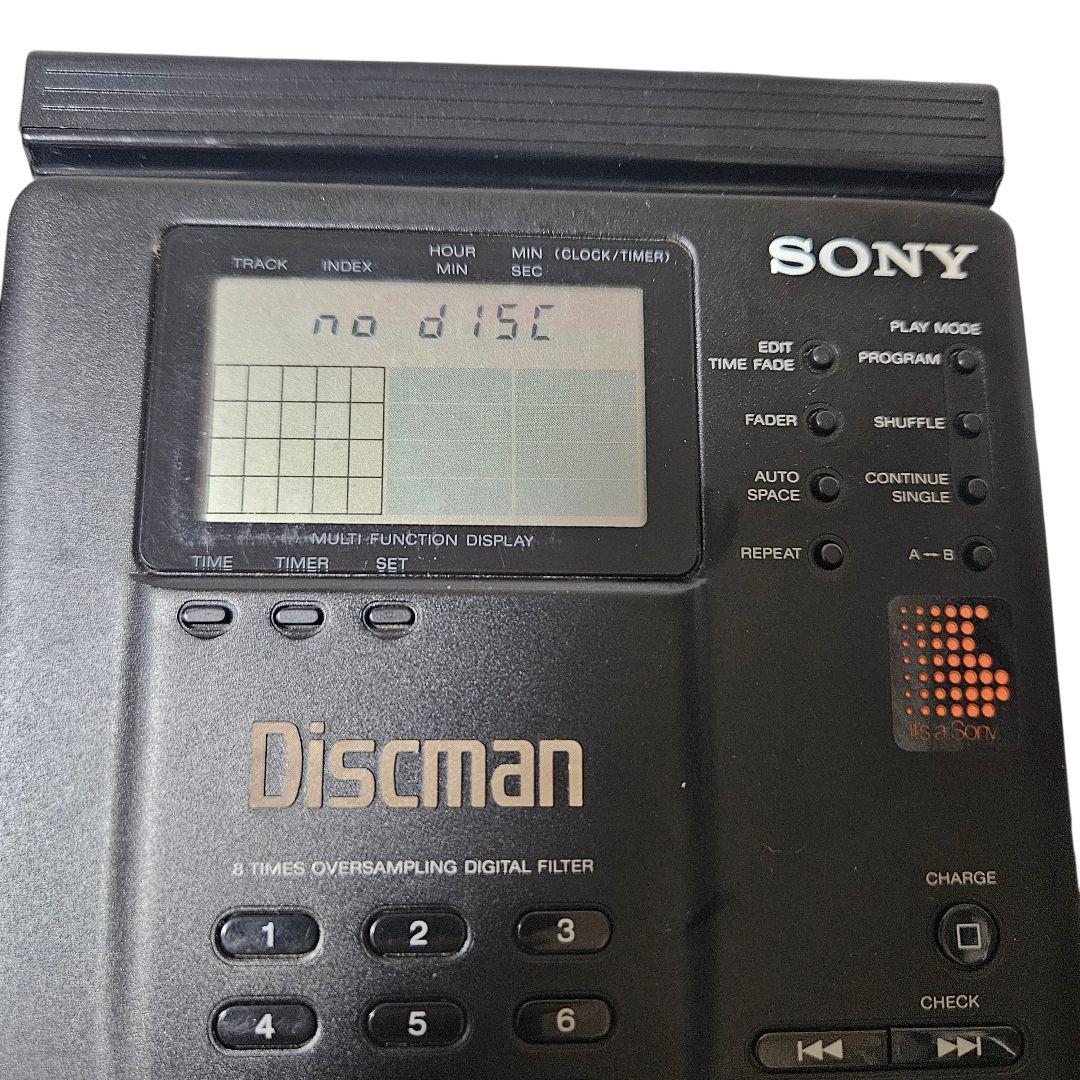 SONY
TRACK INDEX HOUR MIN (CLOCK/TIMER)
MIN SEC
no dISC
MULTI FUNCTION DISPLAY
TIME TIMER SET
PLAY MODE
EDIT
TIME FADE
PROGRAM
FADER
SHUFFLE
AUTO
SPACE
CONTINUE
SINGLE
REPEAT
A↔B
it's a Sony
Discman
8 TIMES OVERSAMPLING DIGITAL FILTER
CHARGE
1 2 3
CHECK
4 5 6